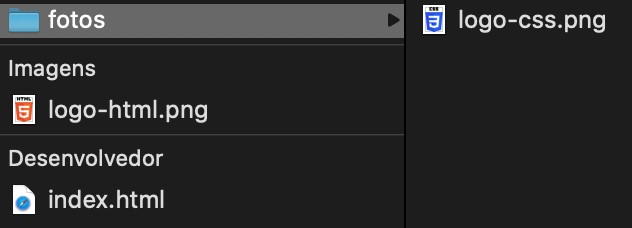 fotos
Imagens
logo-html.png
Desenvolvedor
index.html
logo-css.png